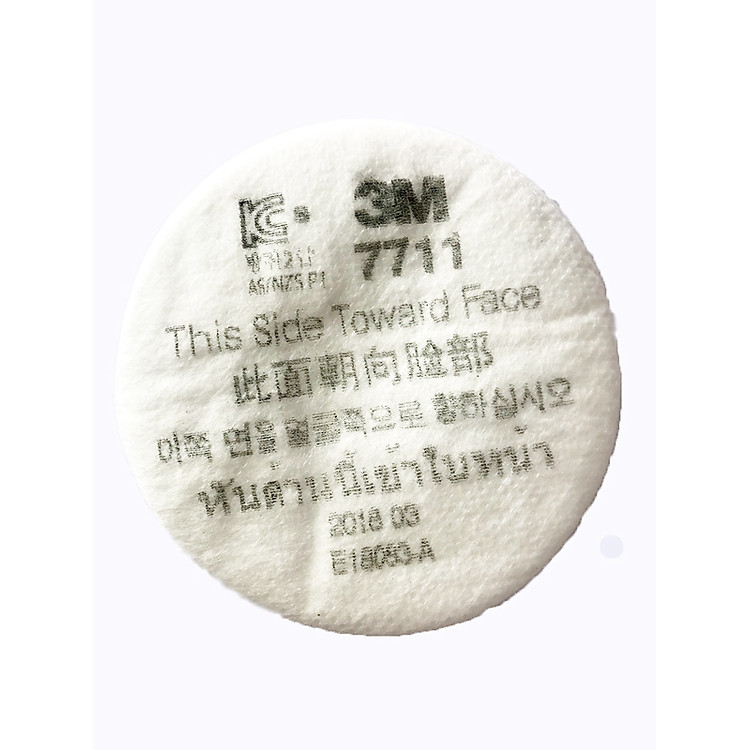 3M
7711
AS/NZS P1
This Side Toward Face
此面朝向脸部
이쪽 면을 얼굴쪽으로 향하십시오
หันด้านนี้เข้าใบหน้า
2018 03